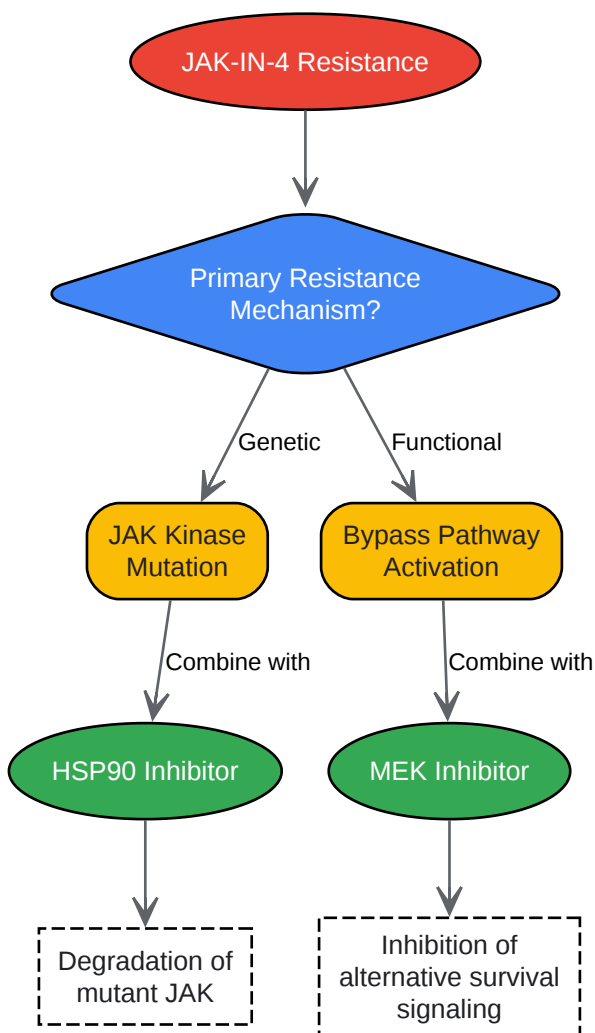 JAK-IN-4 Resistance
Primary Resistance
Mechanism?
Genetic
Functional
JAK Kinase
Mutation
Bypass Pathway
Activation
Combine with
Combine with
HSP90 Inhibitor
MEK Inhibitor
Degradation of
mutant JAK
Inhibition of
alternative survival
signaling